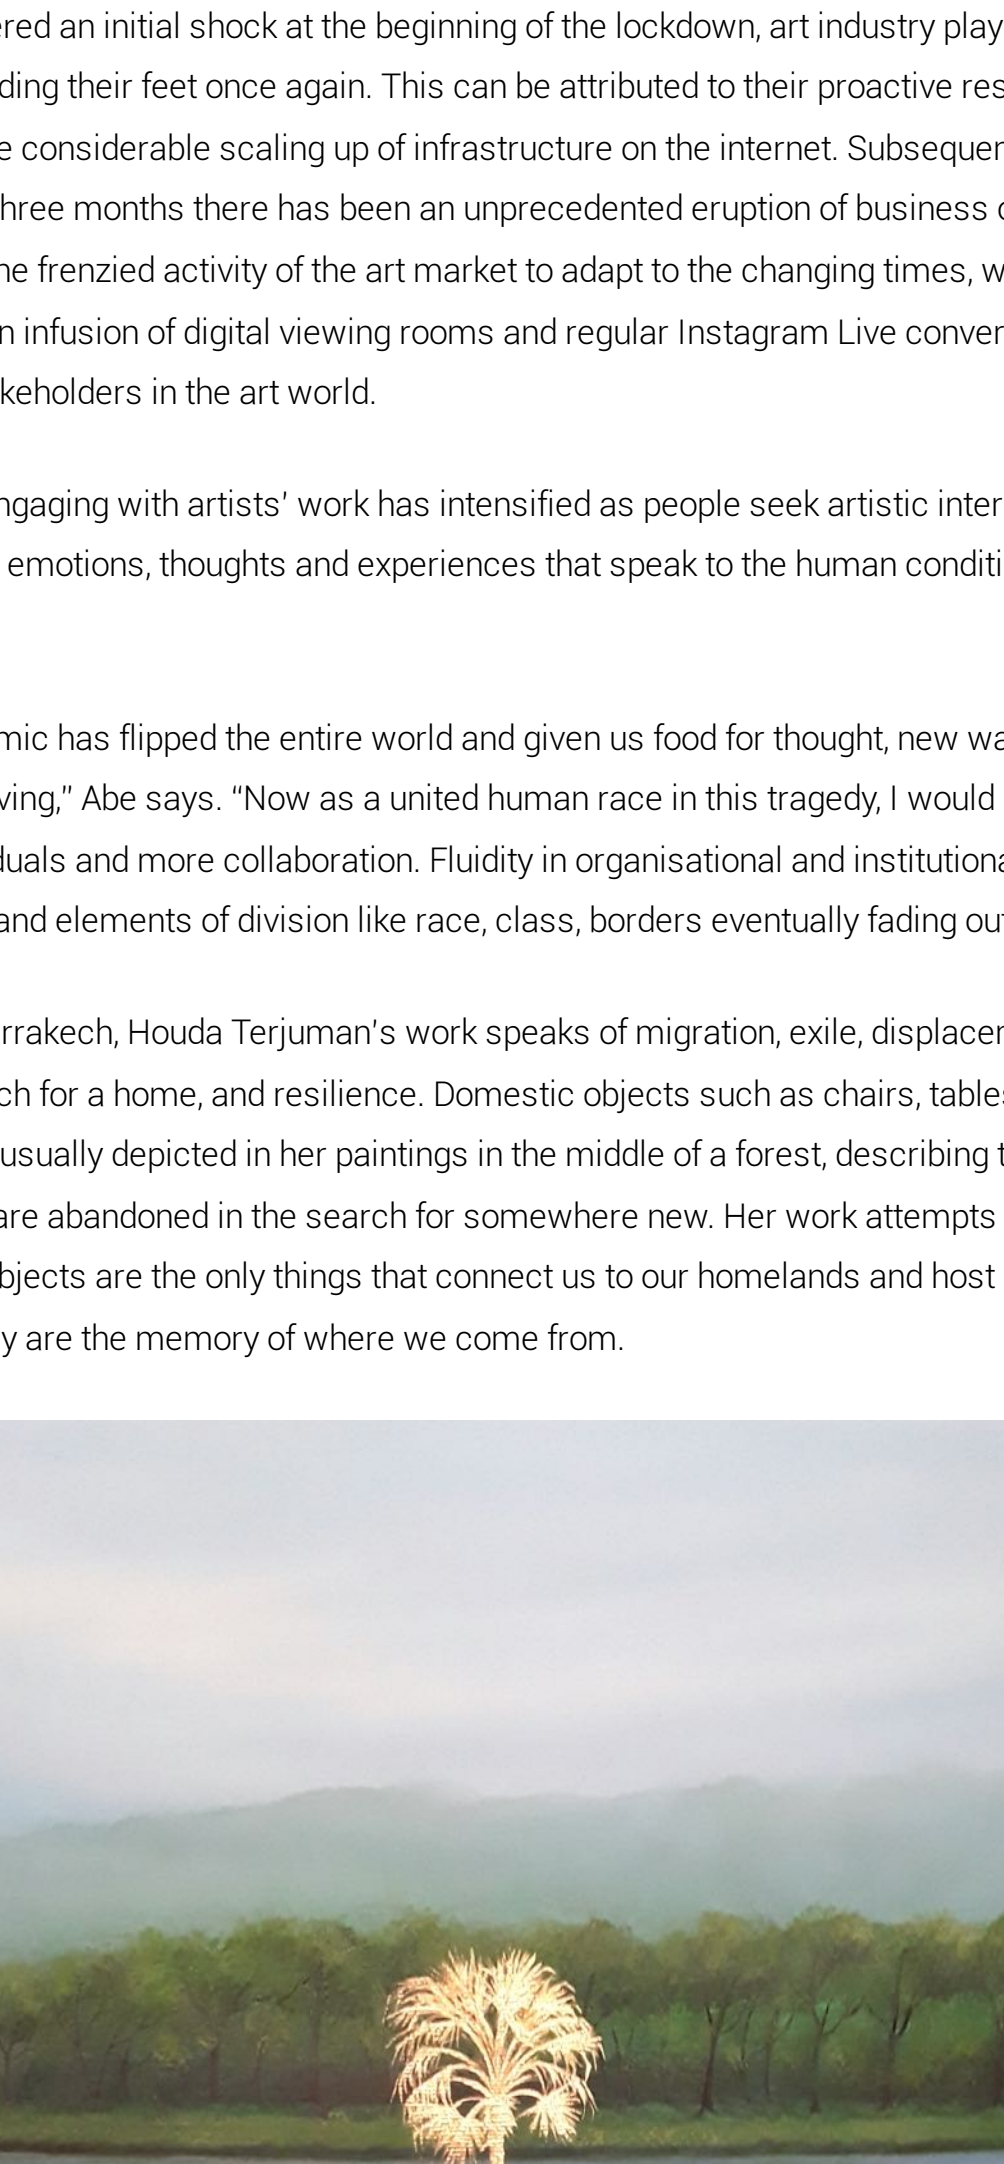 ered an initial shock at the beginning of the lockdown, art industry play
ding their feet once again. This can be attributed to their proactive res
e considerable scaling up of infrastructure on the internet. Subsequen
hree months there has been an unprecedented eruption of business
he frenzied activity of the art market to adapt to the changing times, w
n infusion of digital viewing rooms and regular Instagram Live conver
keholders in the art world.
ngaging with artists’ work has intensified as people seek artistic inter
emotions, thoughts and experiences that speak to the human conditi
mic has flipped the entire world and given us food for thought, new wa
ving,” Abe says. “Now as a united human race in this tragedy, I would
duals and more collaboration. Fluidity in organisational and institutiona
and elements of division like race, class, borders eventually fading out
rrakech, Houda Terjuman’s work speaks of migration, exile, displacem
ch for a home, and resilience. Domestic objects such as chairs, tables
usually depicted in her paintings in the middle of a forest, describing t
are abandoned in the search for somewhere new. Her work attempts
bjects are the only things that connect us to our homelands and host
y are the memory of where we come from.